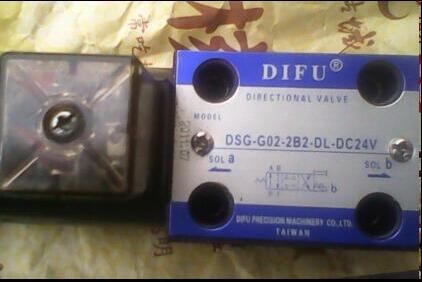 DIFU®
DIRECTIONAL VALVE
MODEL
DSG-G02-2B2-DL-DC24V
SOL a
SOL b
A B
b
DIFU PRECISION MACHINERY CO.,LTD.
TAIWAN